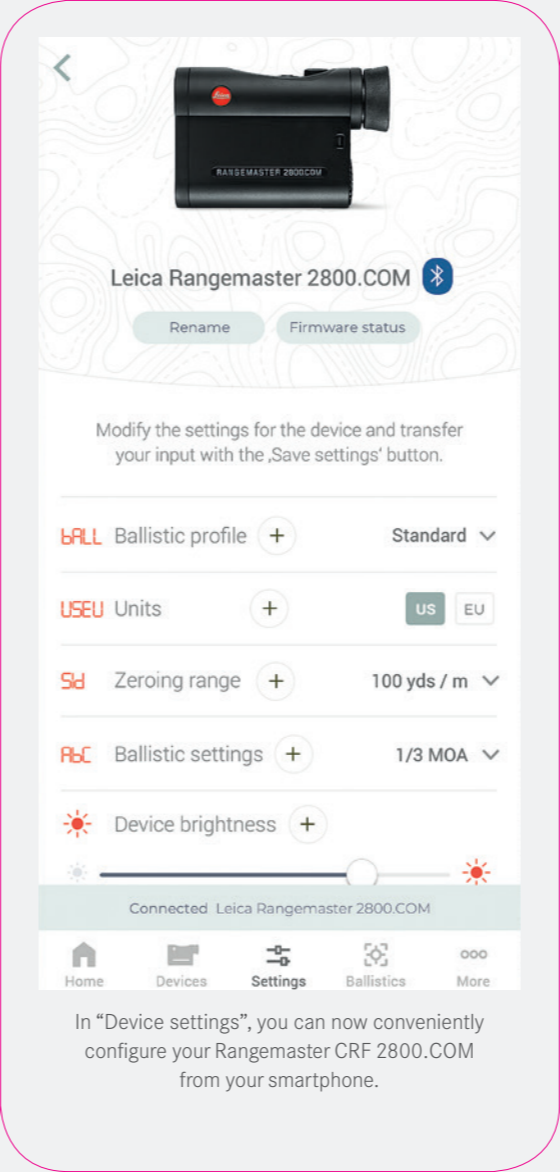 Leica
RANGEMASTER 2800.COM
Leica Rangemaster 2800.COM
Rename
Firmware status
Modify the settings for the device and transfer
your input with the ‚Save settings‘ button.
bALL Ballistic profile + Standard
USEU Units + US EU
SId Zeroing range + 100 yds / m
AbC Ballistic settings + 1/3 MOA
Device brightness +
Connected Leica Rangemaster 2800.COM
Home Devices Settings Ballistics More
In “Device settings”, you can now conveniently
configure your Rangemaster CRF 2800.COM
from your smartphone.